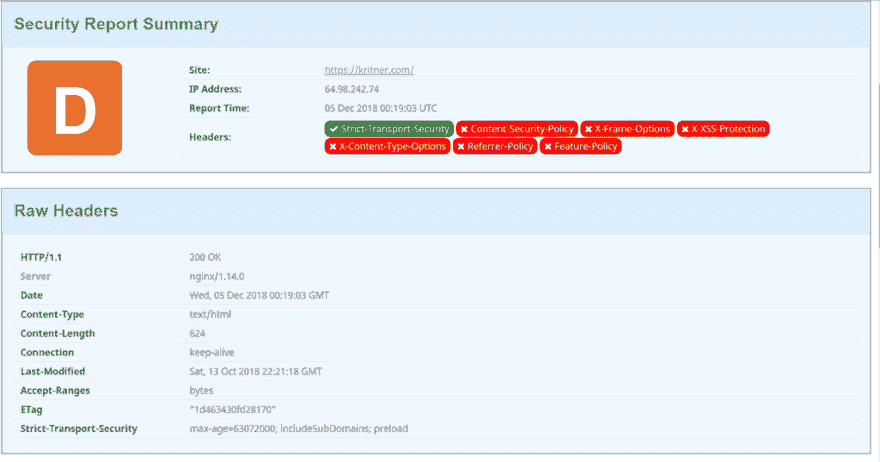 Security Report Summary
D
Site: https://kritner.com/
IP Address: 64.98.242.74
Report Time: 05 Dec 2018 00:19:03 UTC
Headers: ✔ Strict-Transport-Security ✖ Content-Security-Policy ✖ X-Frame-Options ✖ X-XSS-Protection
✖ X-Content-Type-Options ✖ Referrer-Policy ✖ Feature-Policy
Raw Headers
HTTP/1.1 200 OK
Server nginx/1.14.0
Date Wed, 05 Dec 2018 00:19:03 GMT
Content-Type text/html
Content-Length 624
Connection keep-alive
Last-Modified Sat, 13 Oct 2018 22:21:18 GMT
Accept-Ranges bytes
ETag "1d463430fd28170"
Strict-Transport-Security max-age=63072000; includeSubDomains; preload